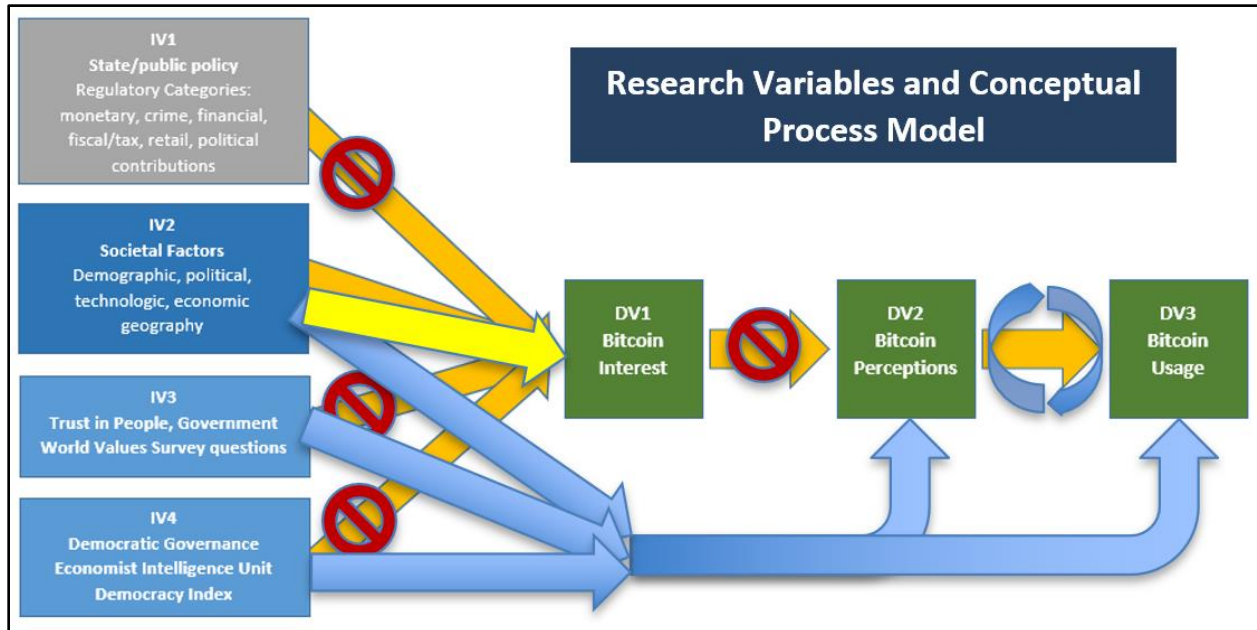 IV1
State/public policy
Regulatory Categories:
monetary, crime, financial,
fiscal/tax, retail, political
contributions
Research Variables and Conceptual
Process Model
IV2
Societal Factors
Demographic, political,
technologic, economic
geography
DV1
Bitcoin
Interest
DV2
Bitcoin
Perceptions
DV3
Bitcoin
Usage
IV3
Trust in People, Government
World Values Survey questions
IV4
Democratic Governance
Economist Intelligence Unit
Democracy Index